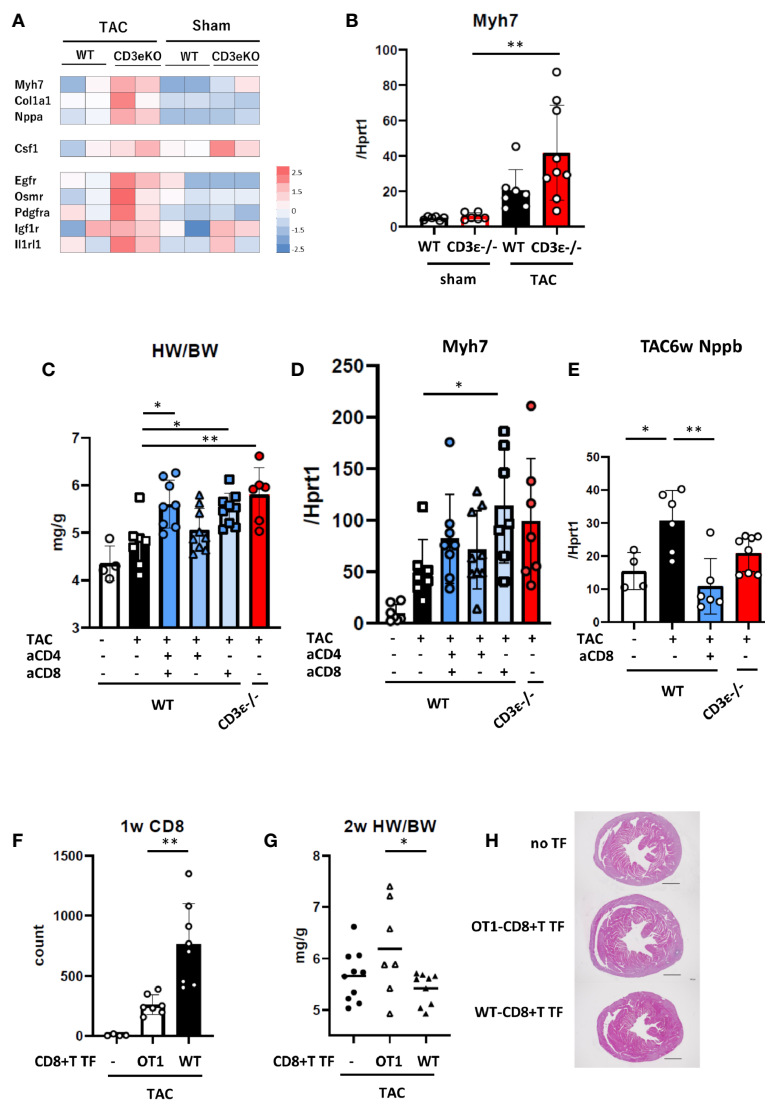 A
TAC Sham
WT CD3eKO WT CD3eKO
Myh7
Col1a1
Nppa
Csf1
Egfr
Osmr
Pdgfra
Igf1r
Il1rl1
2.5
1.5
0.5
-0.5
-1.5
-2.5
B
Myh7
**
/Hprt1
100
80
60
40
20
0
WT CD3ε-/- WT CD3ε-/-
sham TAC
C
HW/BW
*
*
**
mg/g
7
6
5
4
3
TAC - + + + + +
aCD4 - - + + -
aCD8 - - + - +
WT CD3ε-/-
D
Myh7
*
/Hprt1
250
200
150
100
50
0
TAC - + + + + +
aCD4 - - + + -
aCD8 - - + - +
WT CD3ε-/-
E
TAC6w Nppb
* **
/Hprt1
50
40
30
20
10
0
TAC - + + +
aCD8 - - + -
WT CD3ε-/-
F
1w CD8
**
count
1500
1000
500
0
CD8+T TF - OT1 WT
TAC
G
2w HW/BW
*
mg/g
8
7
6
5
CD8+T TF - OT1 WT
TAC
H
no TF
OT1-CD8+T TF
WT-CD8+T TF